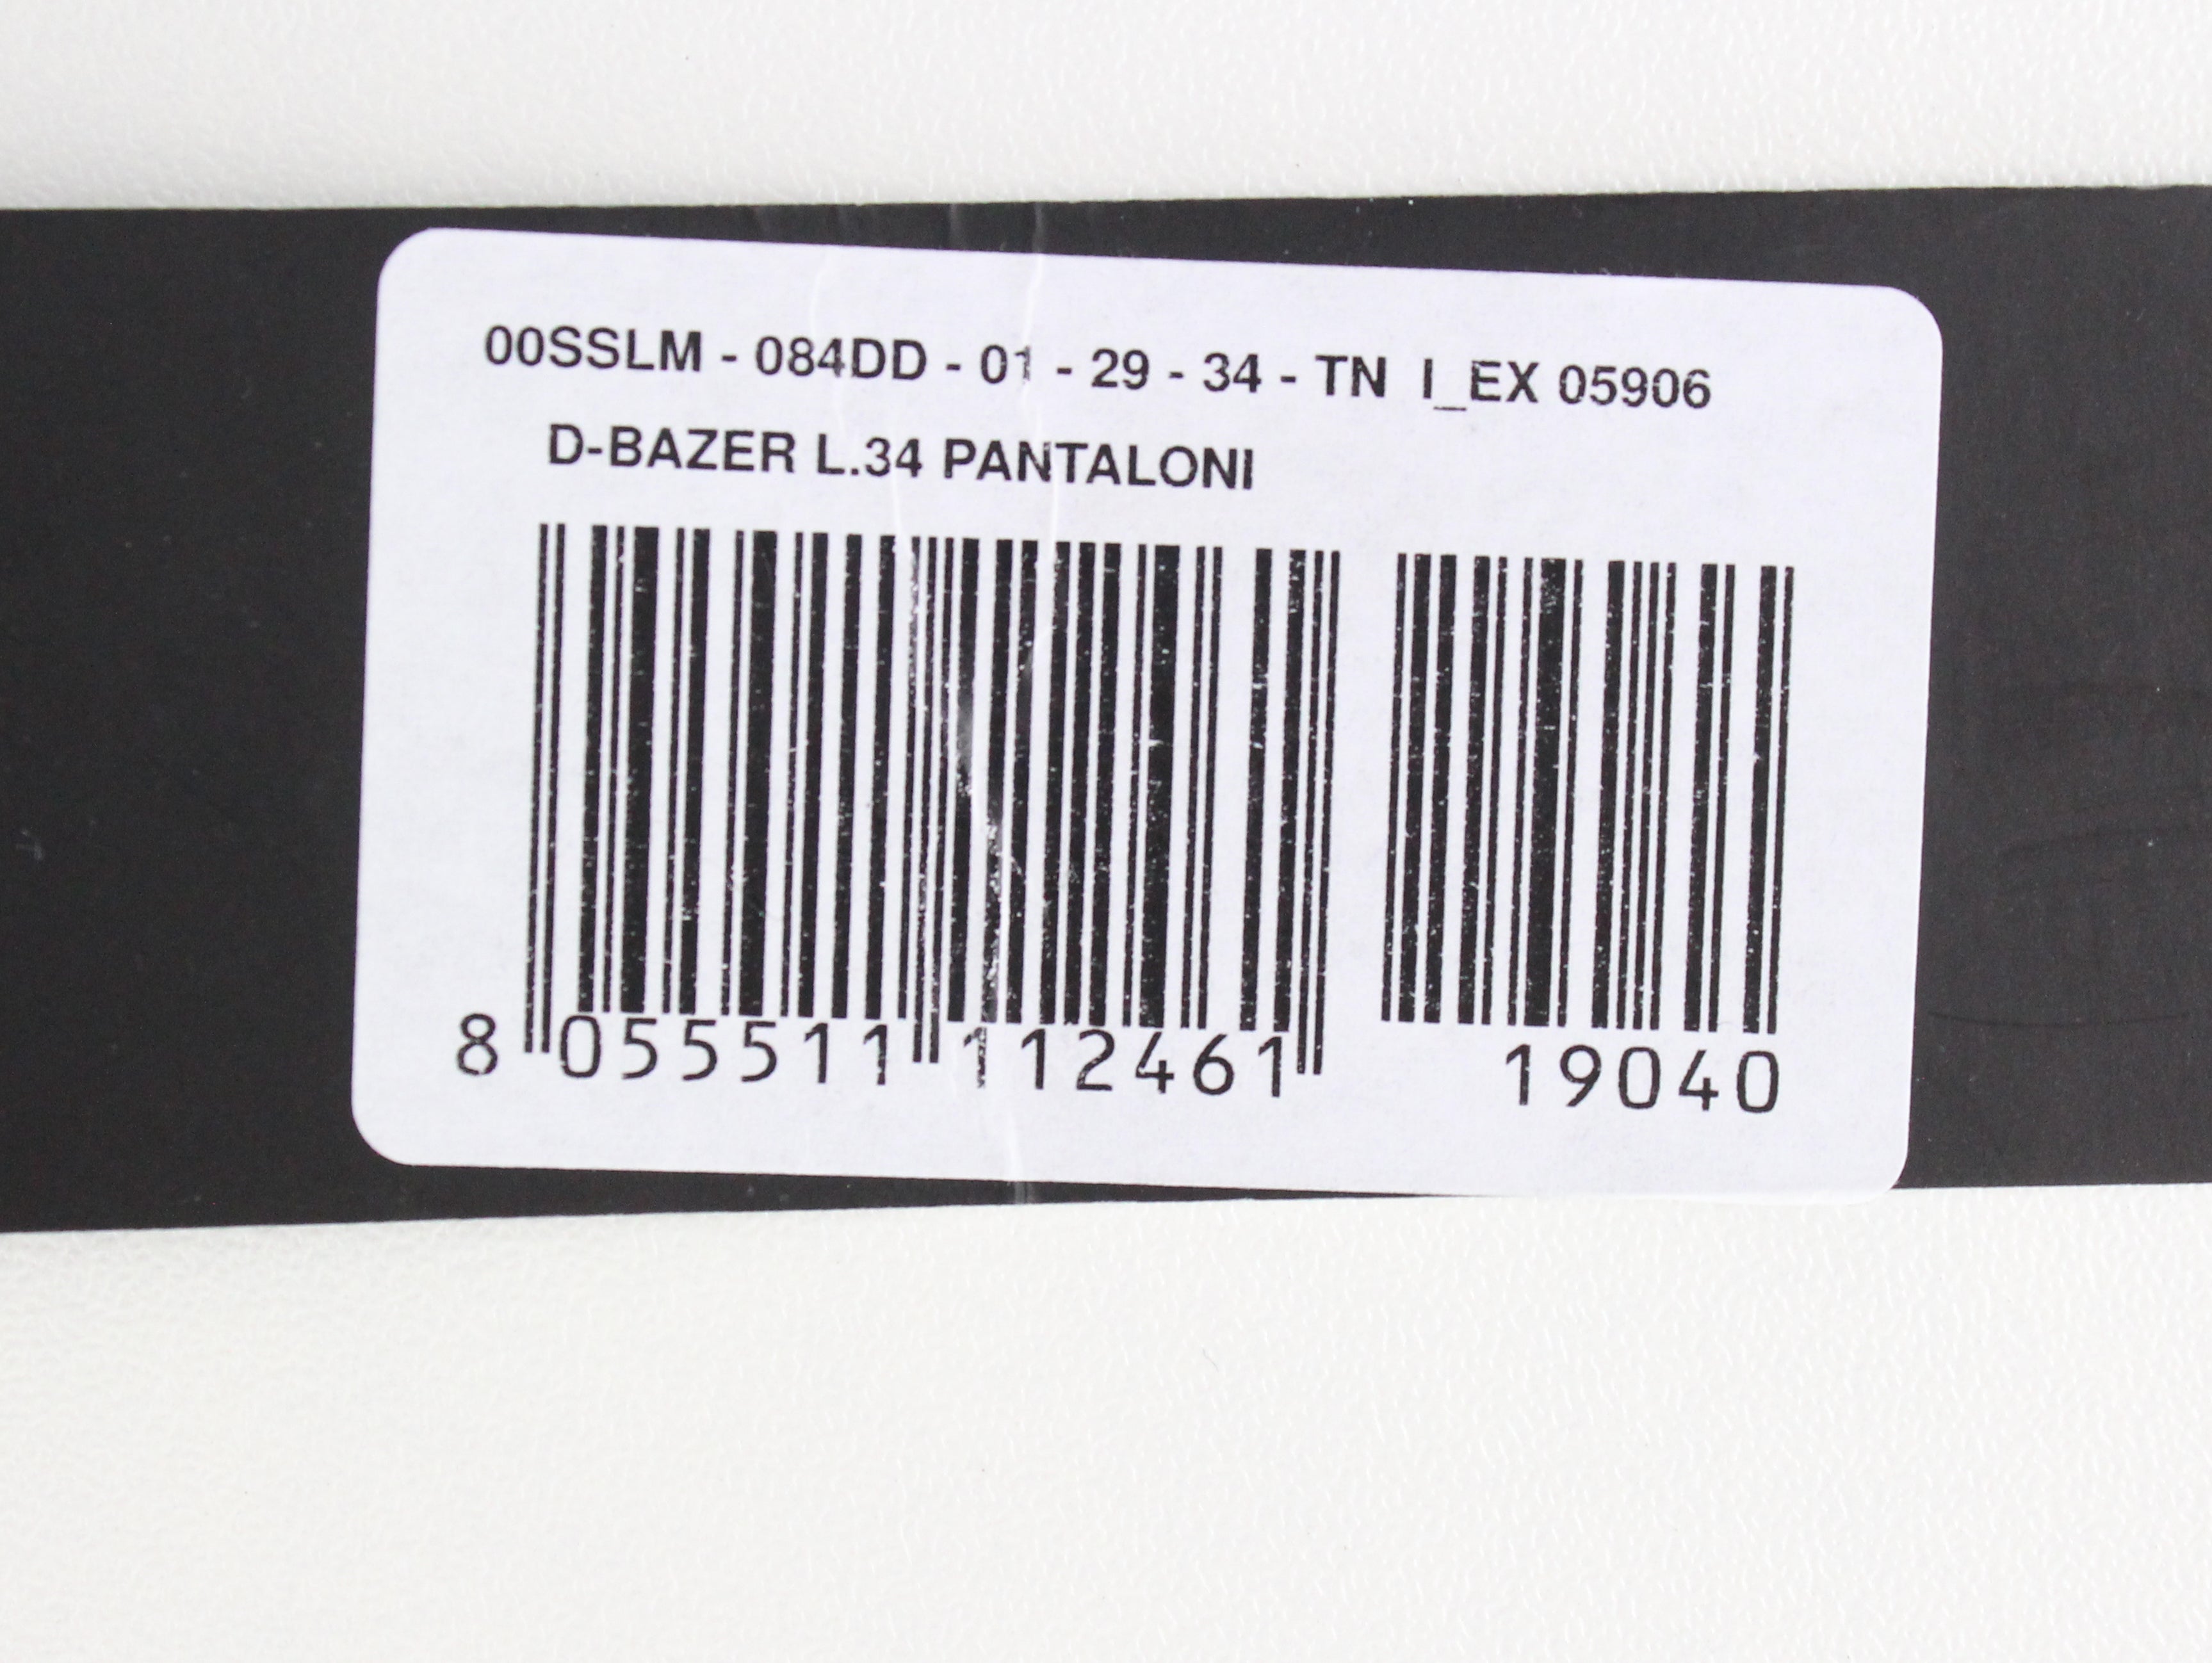 00SSLM - 084DD - 01 - 29 - 34 - TN I_EX 05906
D-BAZER L.34 PANTALONI
8 055511 112461 19040